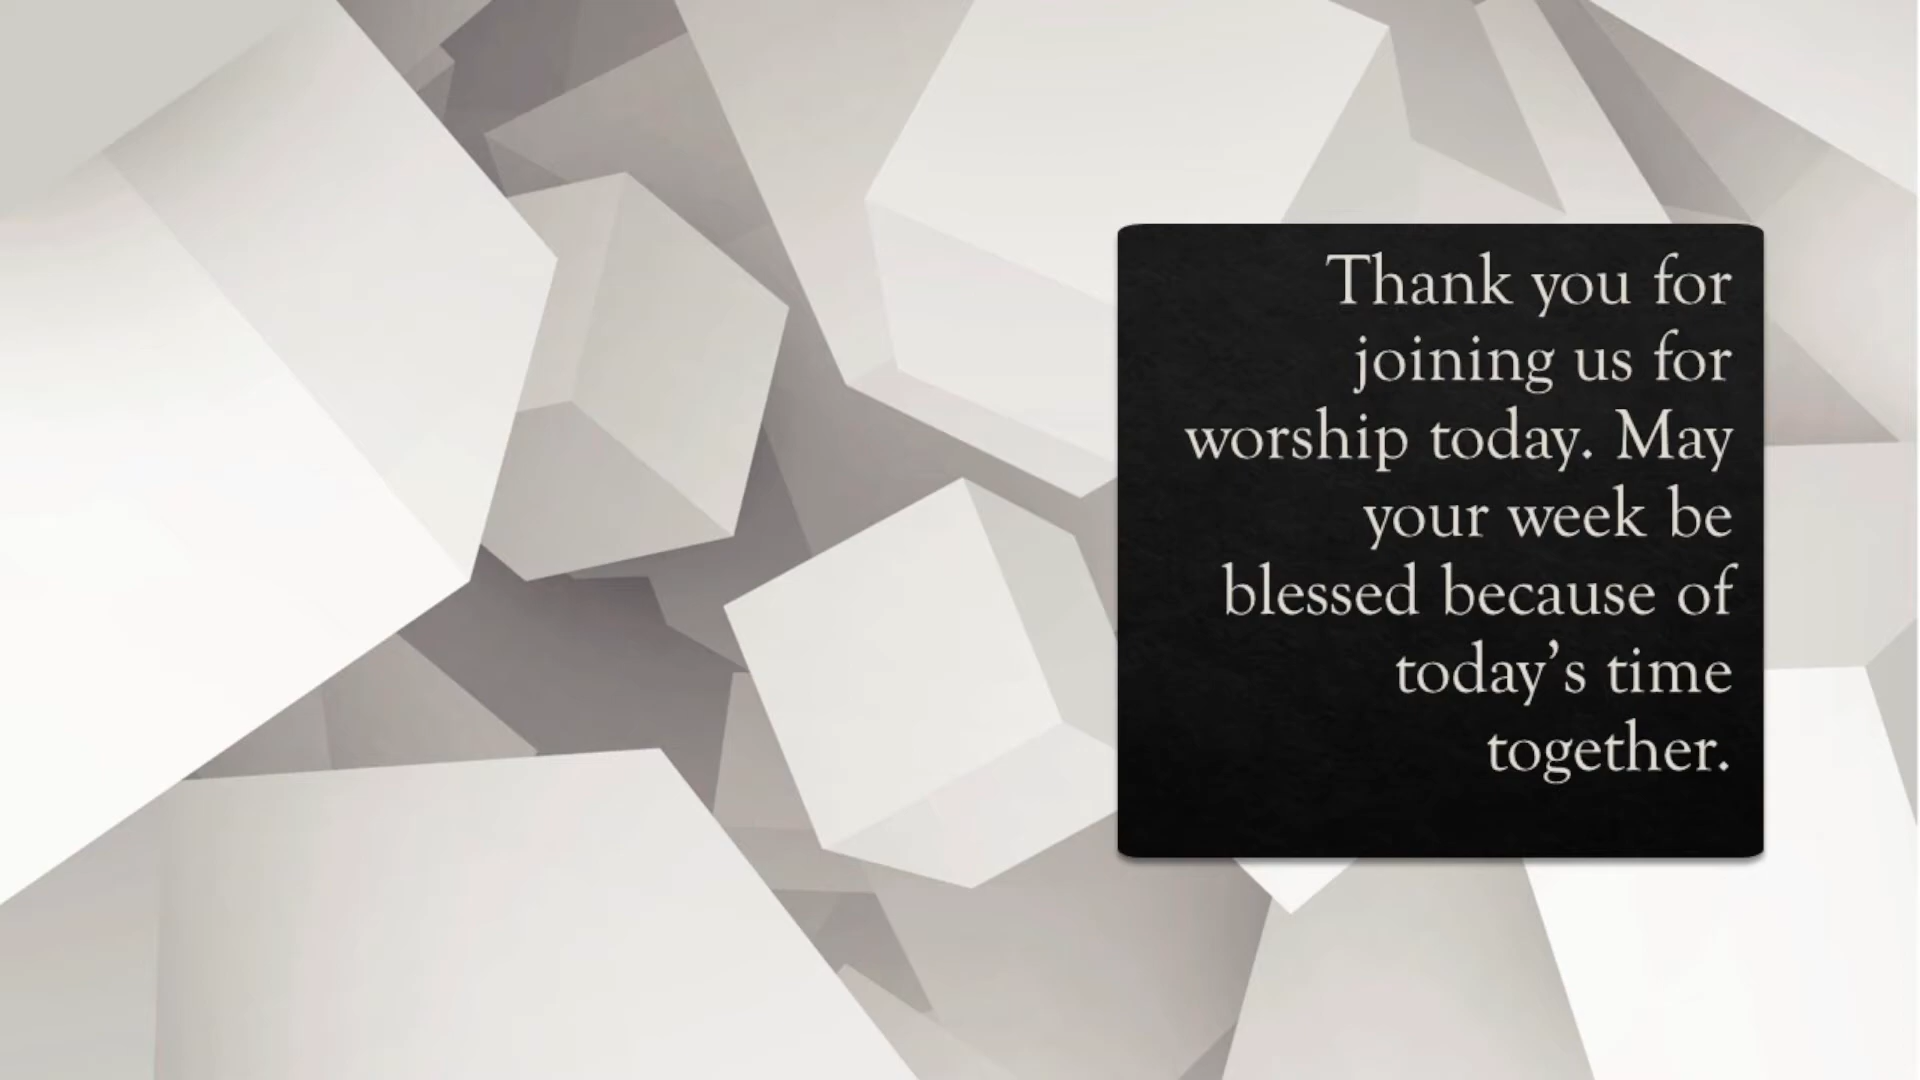 Thank you for
joining us for
worship today. May
your week be
blessed because of
today’s time
together.